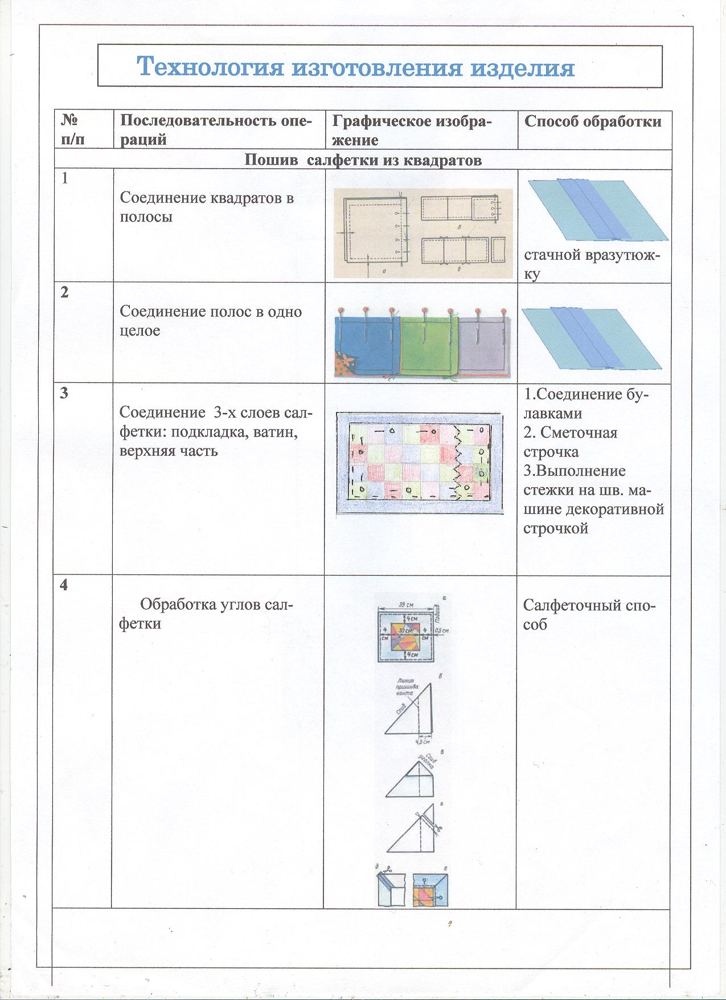 Технология изготовления изделия
№
п/п
Последовательность опе-
раций
Графическое изобра-
жение
Способ обработки
Пошив салфетки из квадратов
1
Соединение квадратов в
полосы
а
б
в
стачной вразутюж-
ку
2
Соединение полос в одно
целое
3
Соединение 3-х слоев сал-
фетки: подкладка, ватин,
верхняя часть
1.Соединение бу-
лавками
2. Сметочная
строчка
3.Выполнение
стежки на шв. ма-
шине декоративной
строчкой
4
Обработка углов сал-
фетки
а
39 см
Подгиб
4 см
4
см
30 см
4
см
0,5 см
4 см
б
Линия
пришива
канта
Сгиб
4,5 см
в
Сгиб
уголка
г
д
е
Салфеточный спо-
соб